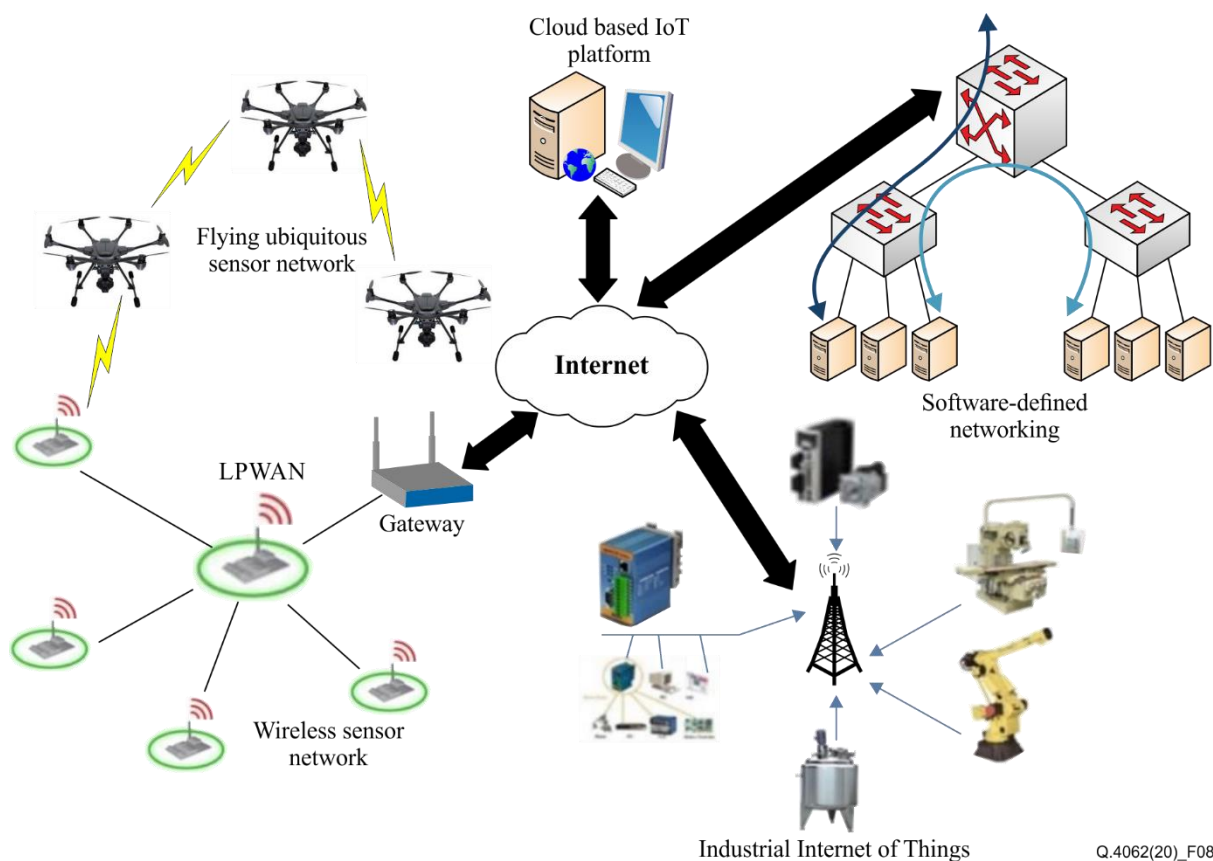 Cloud based IoT
platform
Flying ubiquitous
sensor network
Internet
Software-defined
networking
LPWAN
Gateway
Wireless sensor
network
Industrial Internet of Things
Q.4062(20)_F08